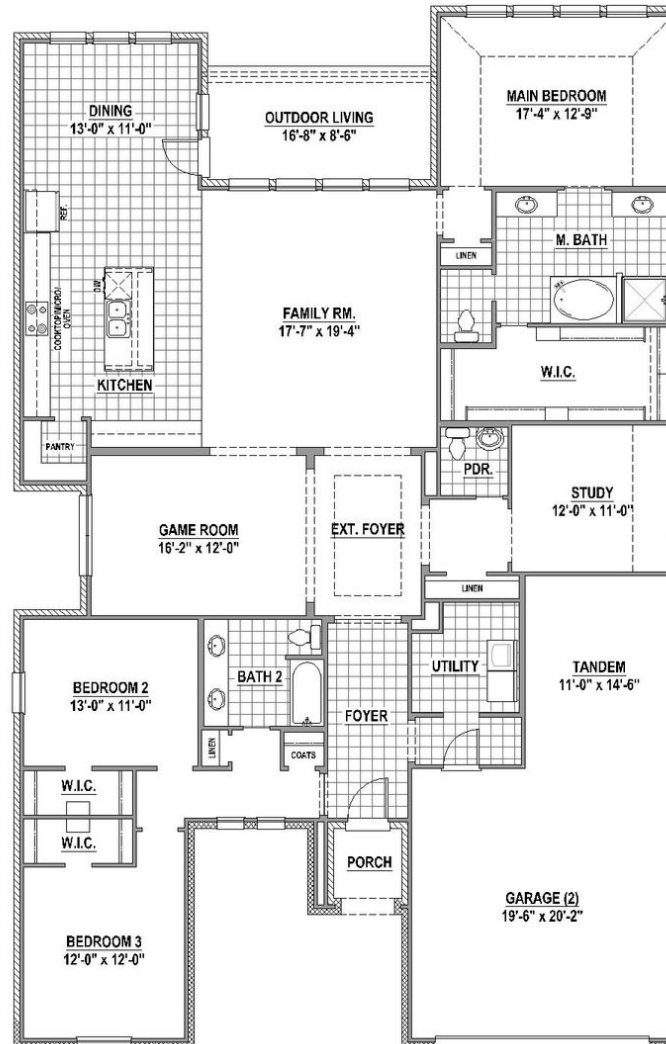 DINING
13'-0" x 11'-0"
OUTDOOR LIVING
16'-8" x 8'-6"
MAIN BEDROOM
17'-4" x 12'-9"
REF.
LINEN
M. BATH
DW
COOKTOP/MICRO/
OVEN
FAMILY RM.
17'-7" x 19'-4"
KITCHEN
W.I.C.
PANTRY
PDR.
STUDY
12'-0" x 11'-0"
GAME ROOM
16'-2" x 12'-0"
EXT. FOYER
LINEN
BEDROOM 2
13'-0" x 11'-0"
BATH 2
FOYER
UTILITY
TANDEM
11'-0" x 14'-6"
LINEN
COATS
W.I.C.
W.I.C.
PORCH
GARAGE (2)
19'-6" x 20'-2"
BEDROOM 3
12'-0" x 12'-0"